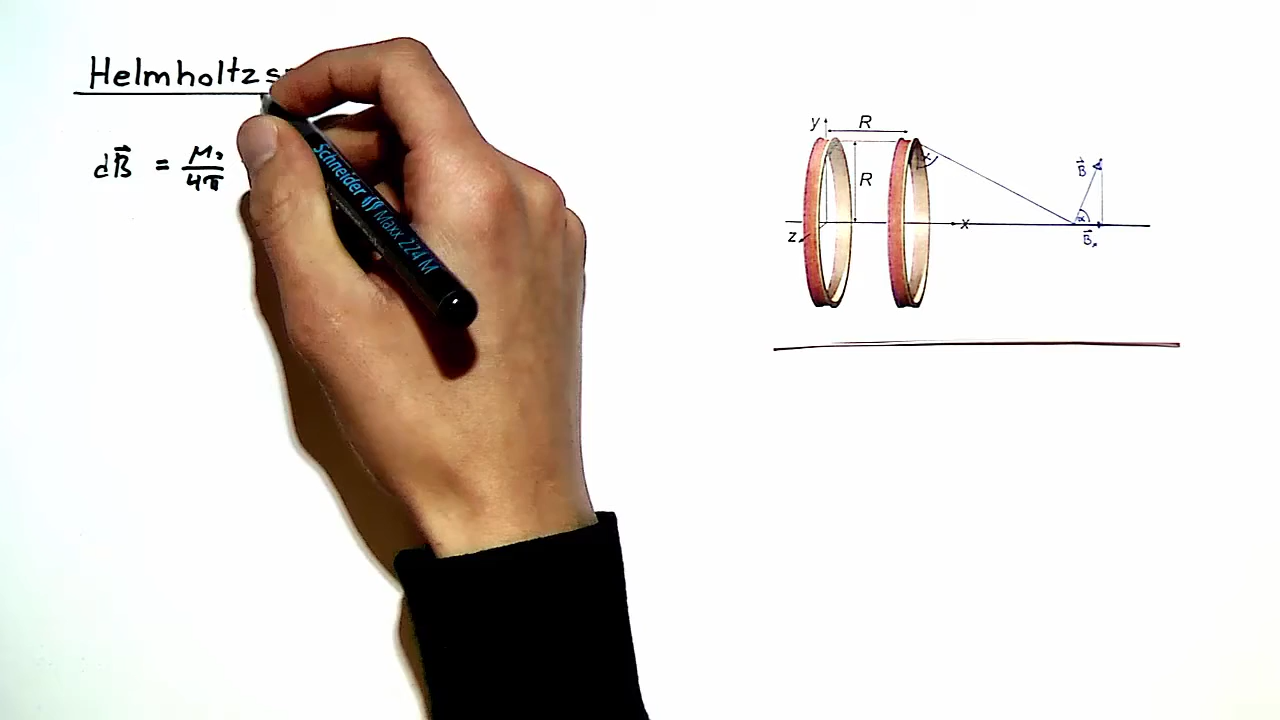 Helmholtzs
dB⃗ = μ₀/4π
Schneider Maxx 224 M
y
R
R
α
x
z
B⃗
α
B⃗ₓ